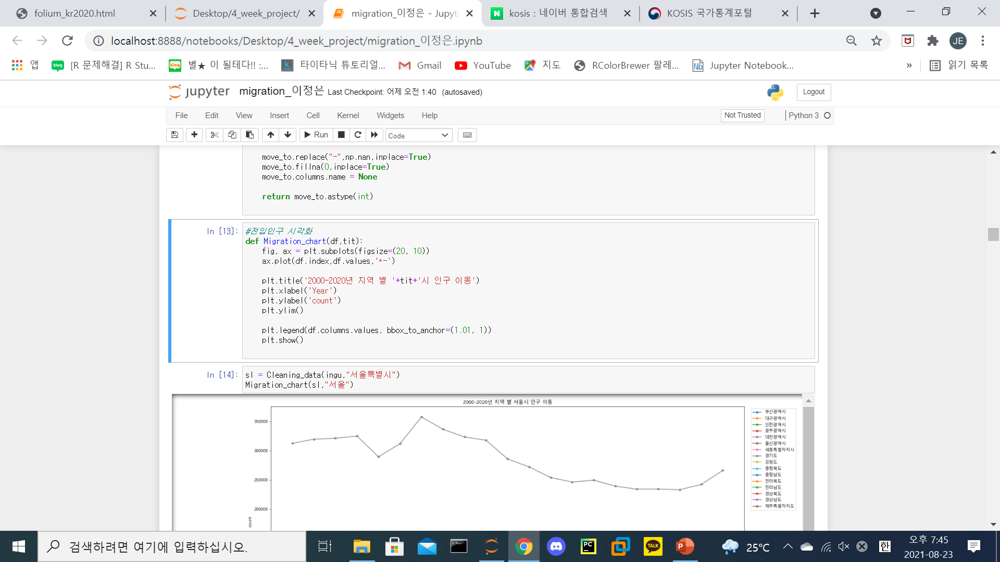 folium_kr2020.html
Desktop/4_week_project/
migration_이정은 - Jupyte
kosis : 네이버 통합검색
KOSIS 국가통계포털
localhost:8888/notebooks/Desktop/4_week_project/migration_이정은.ipynb
JE
앱
[R 문제해결] R Stu...
별★ 이 될테다!! :...
타이타닉 튜토리얼...
Gmail
YouTube
지도
RColorBrewer 팔레...
Jupyter Notebook...
»
읽기 목록
jupyter migration_이정은 Last Checkpoint: 어제 오전 1:40 (autosaved)
Logout
File Edit View Insert Cell Kernel Widgets Help
Not Trusted
Python 3
Run
Code
move_to.replace("-",np.nan,inplace=True)
move_to.fillna(0,inplace=True)
move_to.columns.name = None
return move_to.astype(int)
In [13]:
#전입인구 시각화
def Migration_chart(df,tit):
fig, ax = plt.subplots(figsize=(20, 10))
ax.plot(df.index,df.values,'*-')
plt.title('2000-2020년 지역 별 '+tit+'시 인구 이동')
plt.xlabel('Year')
plt.ylabel('count')
plt.ylim()
plt.legend(df.columns.values, bbox_to_anchor=(1.01, 1))
plt.show()
In [14]:
sl = Cleaning_data(ingu,"서울특별시")
Migration_chart(sl,"서울")
2000-2020년 지역 별 서울시 인구 이동
350000
300000
250000
200000
count
부산광역시
대구광역시
인천광역시
광주광역시
대전광역시
울산광역시
세종특별자치시
경기도
강원도
충청북도
충청남도
전라북도
전라남도
경상북도
경상남도
제주특별자치도
검색하려면 여기에 입력하십시오.
PC
TALK
P
25℃
한
오후 7:45
2021-08-23